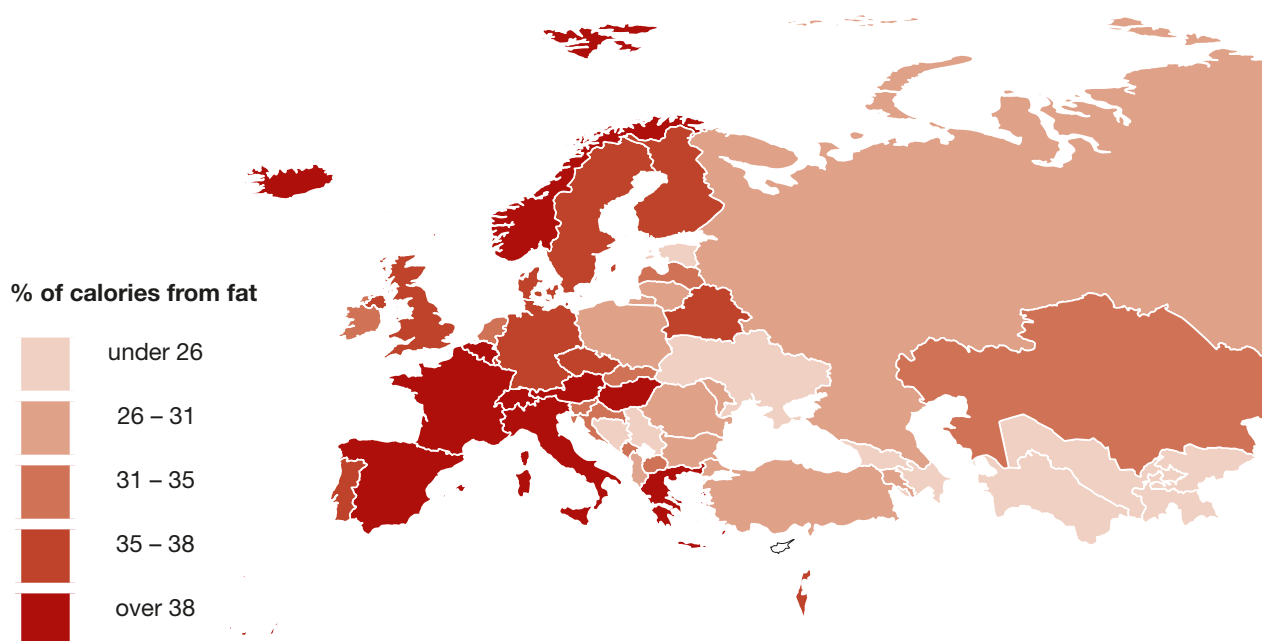 % of calories from fat
under 26
26 – 31
31 – 35
35 – 38
over 38